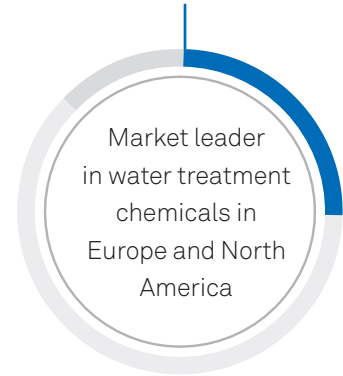 Market leader
in water treatment
chemicals in
Europe and North
America